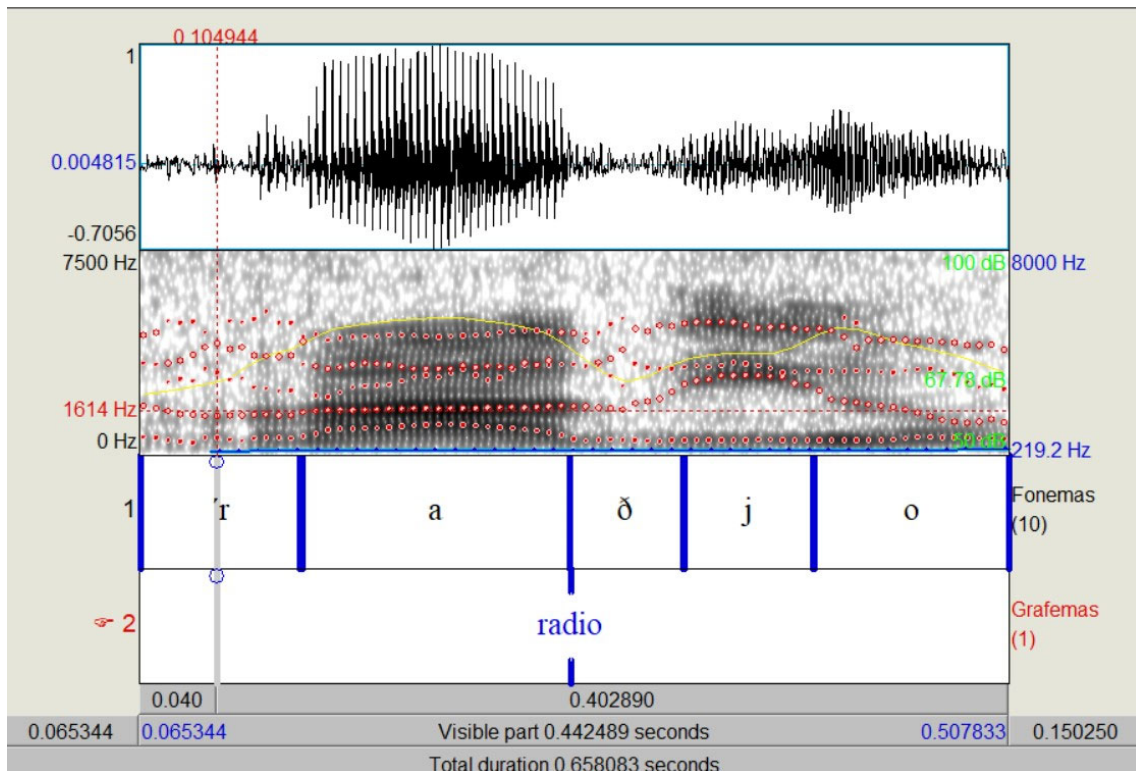 0.104944
1
0.004815
-0.7056
7500 Hz
100 dB 8000 Hz
67.78 dB
1614 Hz
0 Hz
50 dB
219.2 Hz
1 ˈr a ð j o Fonemas
(10)
☞ 2 radio Grafemas
(1)
0.040 0.402890
0.065344 0.065344 Visible part 0.442489 seconds 0.507833 0.150250
Total duration 0.658083 seconds